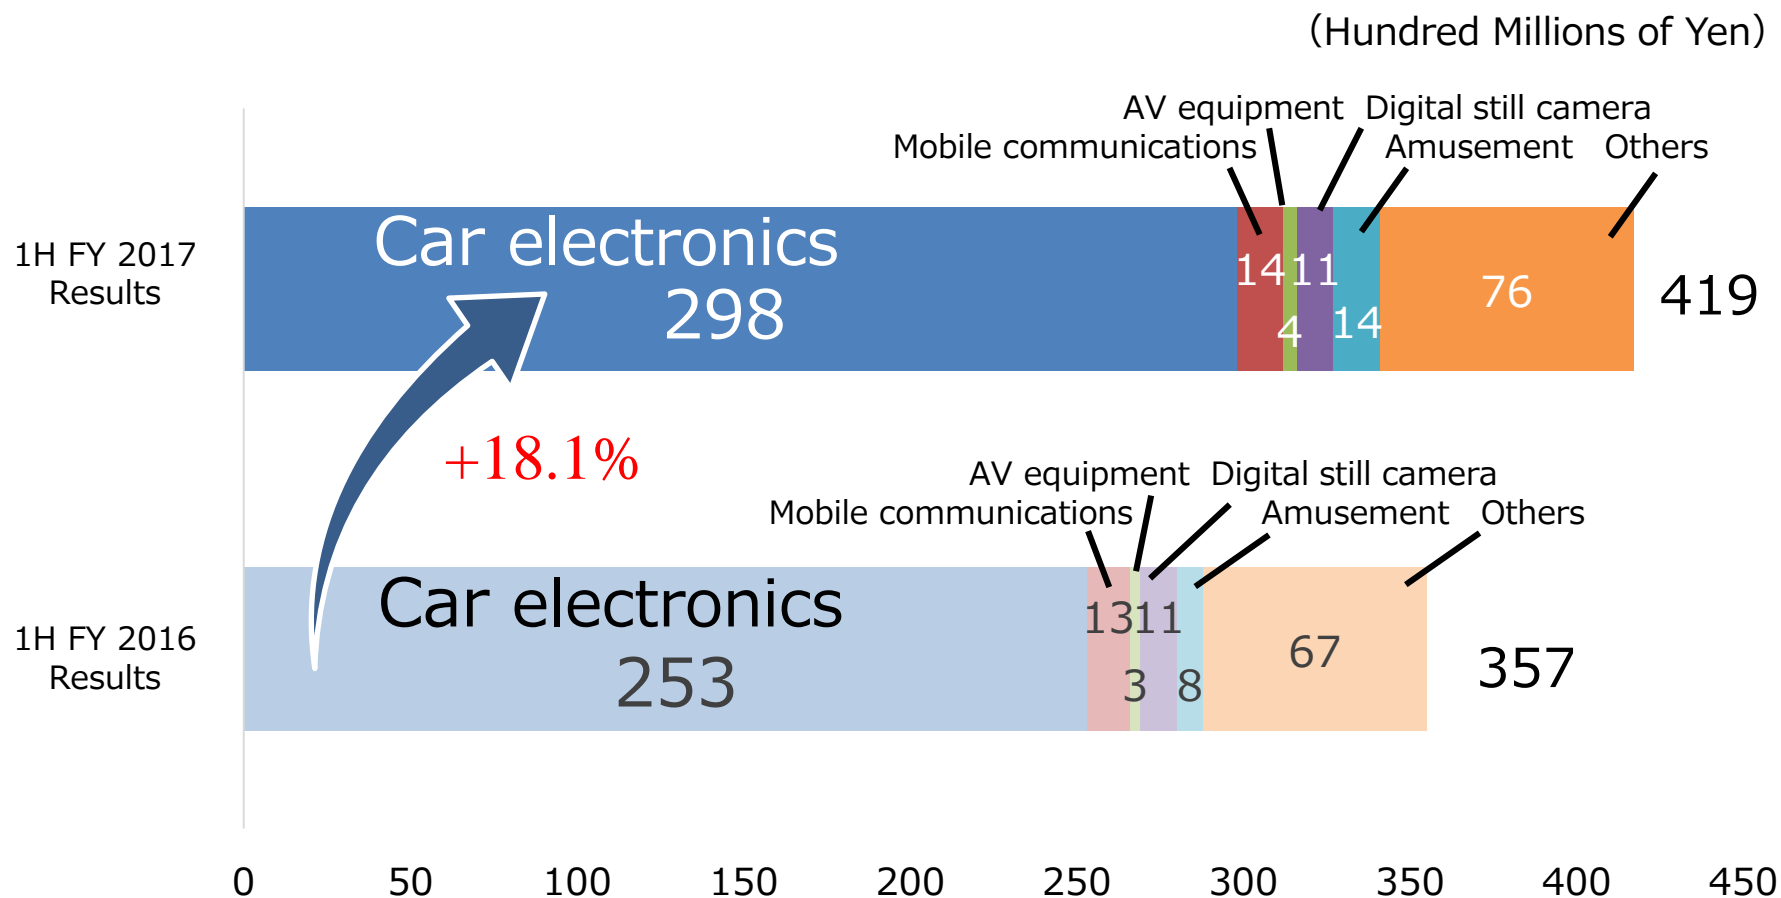 （Hundred Millions of Yen）
AV equipment Digital still camera
Mobile communications Amusement Others
1H FY 2017
Results
Car electronics
298
14
4
11
14
76
419
+18.1%
AV equipment Digital still camera
Mobile communications Amusement Others
1H FY 2016
Results
Car electronics
253
13
3
11
8
67
357
0 50 100 150 200 250 300 350 400 450